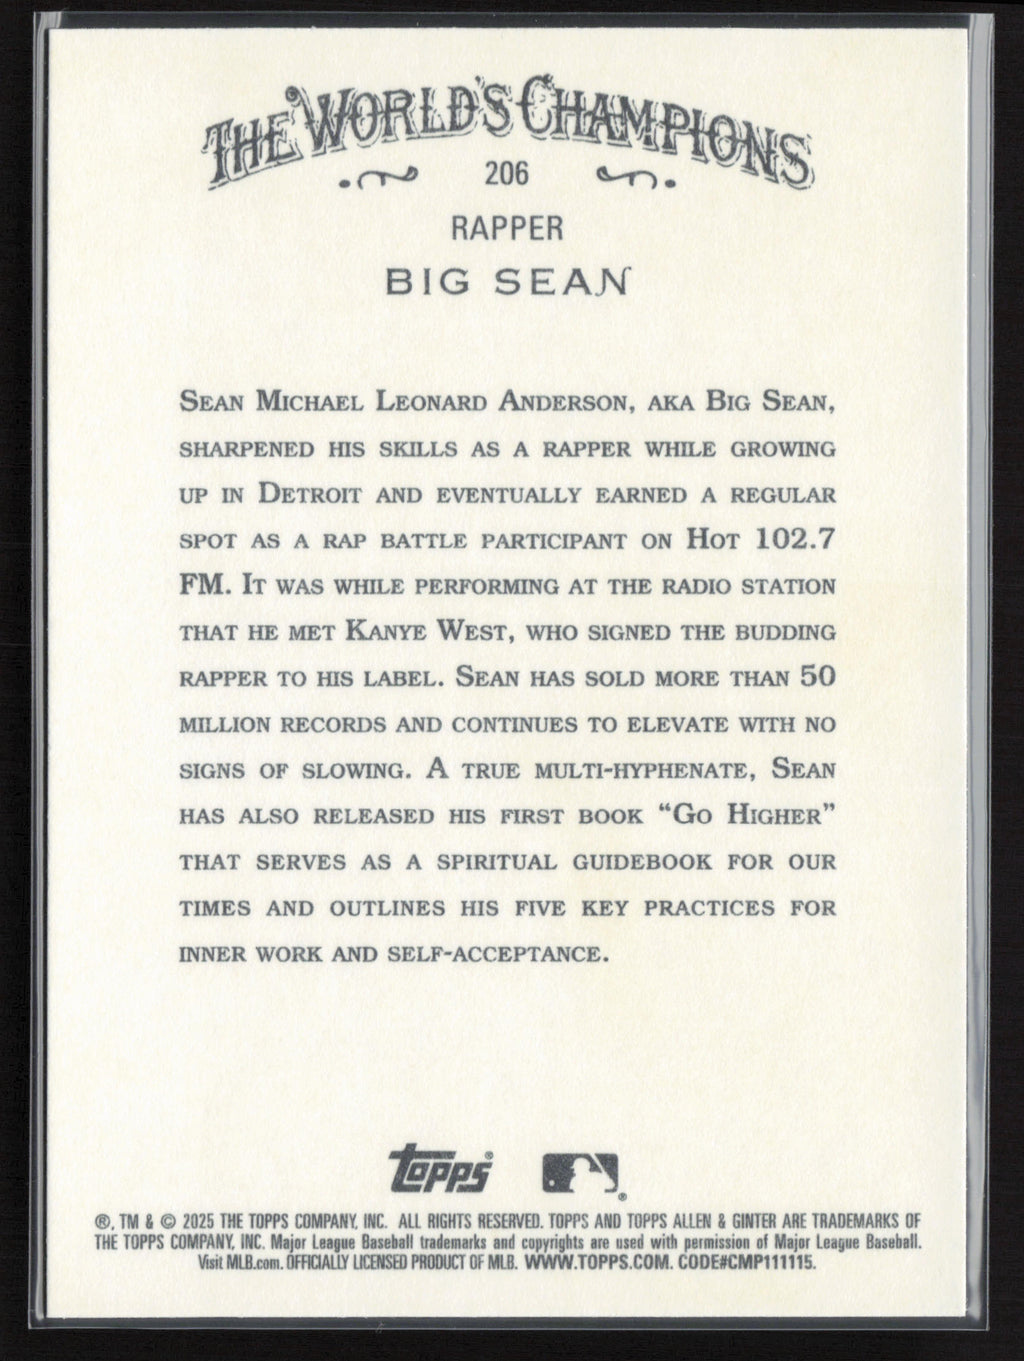 THE WORLD'S CHAMPIONS
206
RAPPER
BIG SEAN
SEAN MICHAEL LEONARD ANDERSON, AKA BIG SEAN,
SHARPENED HIS SKILLS AS A RAPPER WHILE GROWING
UP IN DETROIT AND EVENTUALLY EARNED A REGULAR
SPOT AS A RAP BATTLE PARTICIPANT ON HOT 102.7
FM. IT WAS WHILE PERFORMING AT THE RADIO STATION
THAT HE MET KANYE WEST, WHO SIGNED THE BUDDING
RAPPER TO HIS LABEL. SEAN HAS SOLD MORE THAN 50
MILLION RECORDS AND CONTINUES TO ELEVATE WITH NO
SIGNS OF SLOWING. A TRUE MULTI-HYPHENATE, SEAN
HAS ALSO RELEASED HIS FIRST BOOK “GO HIGHER”
THAT SERVES AS A SPIRITUAL GUIDEBOOK FOR OUR
TIMES AND OUTLINES HIS FIVE KEY PRACTICES FOR
INNER WORK AND SELF-ACCEPTANCE.
topps®
®
®, TM & © 2025 THE TOPPS COMPANY, INC. ALL RIGHTS RESERVED. TOPPS AND TOPPS ALLEN & GINTER ARE TRADEMARKS OF
THE TOPPS COMPANY, INC. Major League Baseball trademarks and copyrights are used with permission of Major League Baseball.
Visit MLB.com. OFFICIALLY LICENSED PRODUCT OF MLB. WWW.TOPPS.COM. CODE#CMP111115.